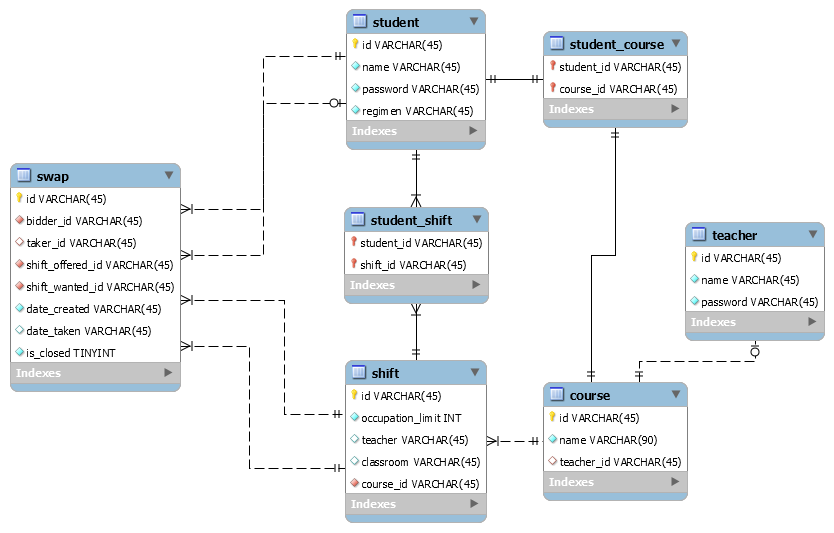 student
id VARCHAR(45)
name VARCHAR(45)
password VARCHAR(45)
regimen VARCHAR(45)
Indexes
student_course
student_id VARCHAR(45)
course_id VARCHAR(45)
Indexes
swap
id VARCHAR(45)
bidder_id VARCHAR(45)
taker_id VARCHAR(45)
shift_offered_id VARCHAR(45)
shift_wanted_id VARCHAR(45)
date_created VARCHAR(45)
date_taken VARCHAR(45)
is_closed TINYINT
Indexes
student_shift
student_id VARCHAR(45)
shift_id VARCHAR(45)
Indexes
teacher
id VARCHAR(45)
name VARCHAR(45)
password VARCHAR(45)
Indexes
shift
id VARCHAR(45)
occupation_limit INT
teacher VARCHAR(45)
classroom VARCHAR(45)
course_id VARCHAR(45)
Indexes
course
id VARCHAR(45)
name VARCHAR(90)
teacher_id VARCHAR(45)
Indexes